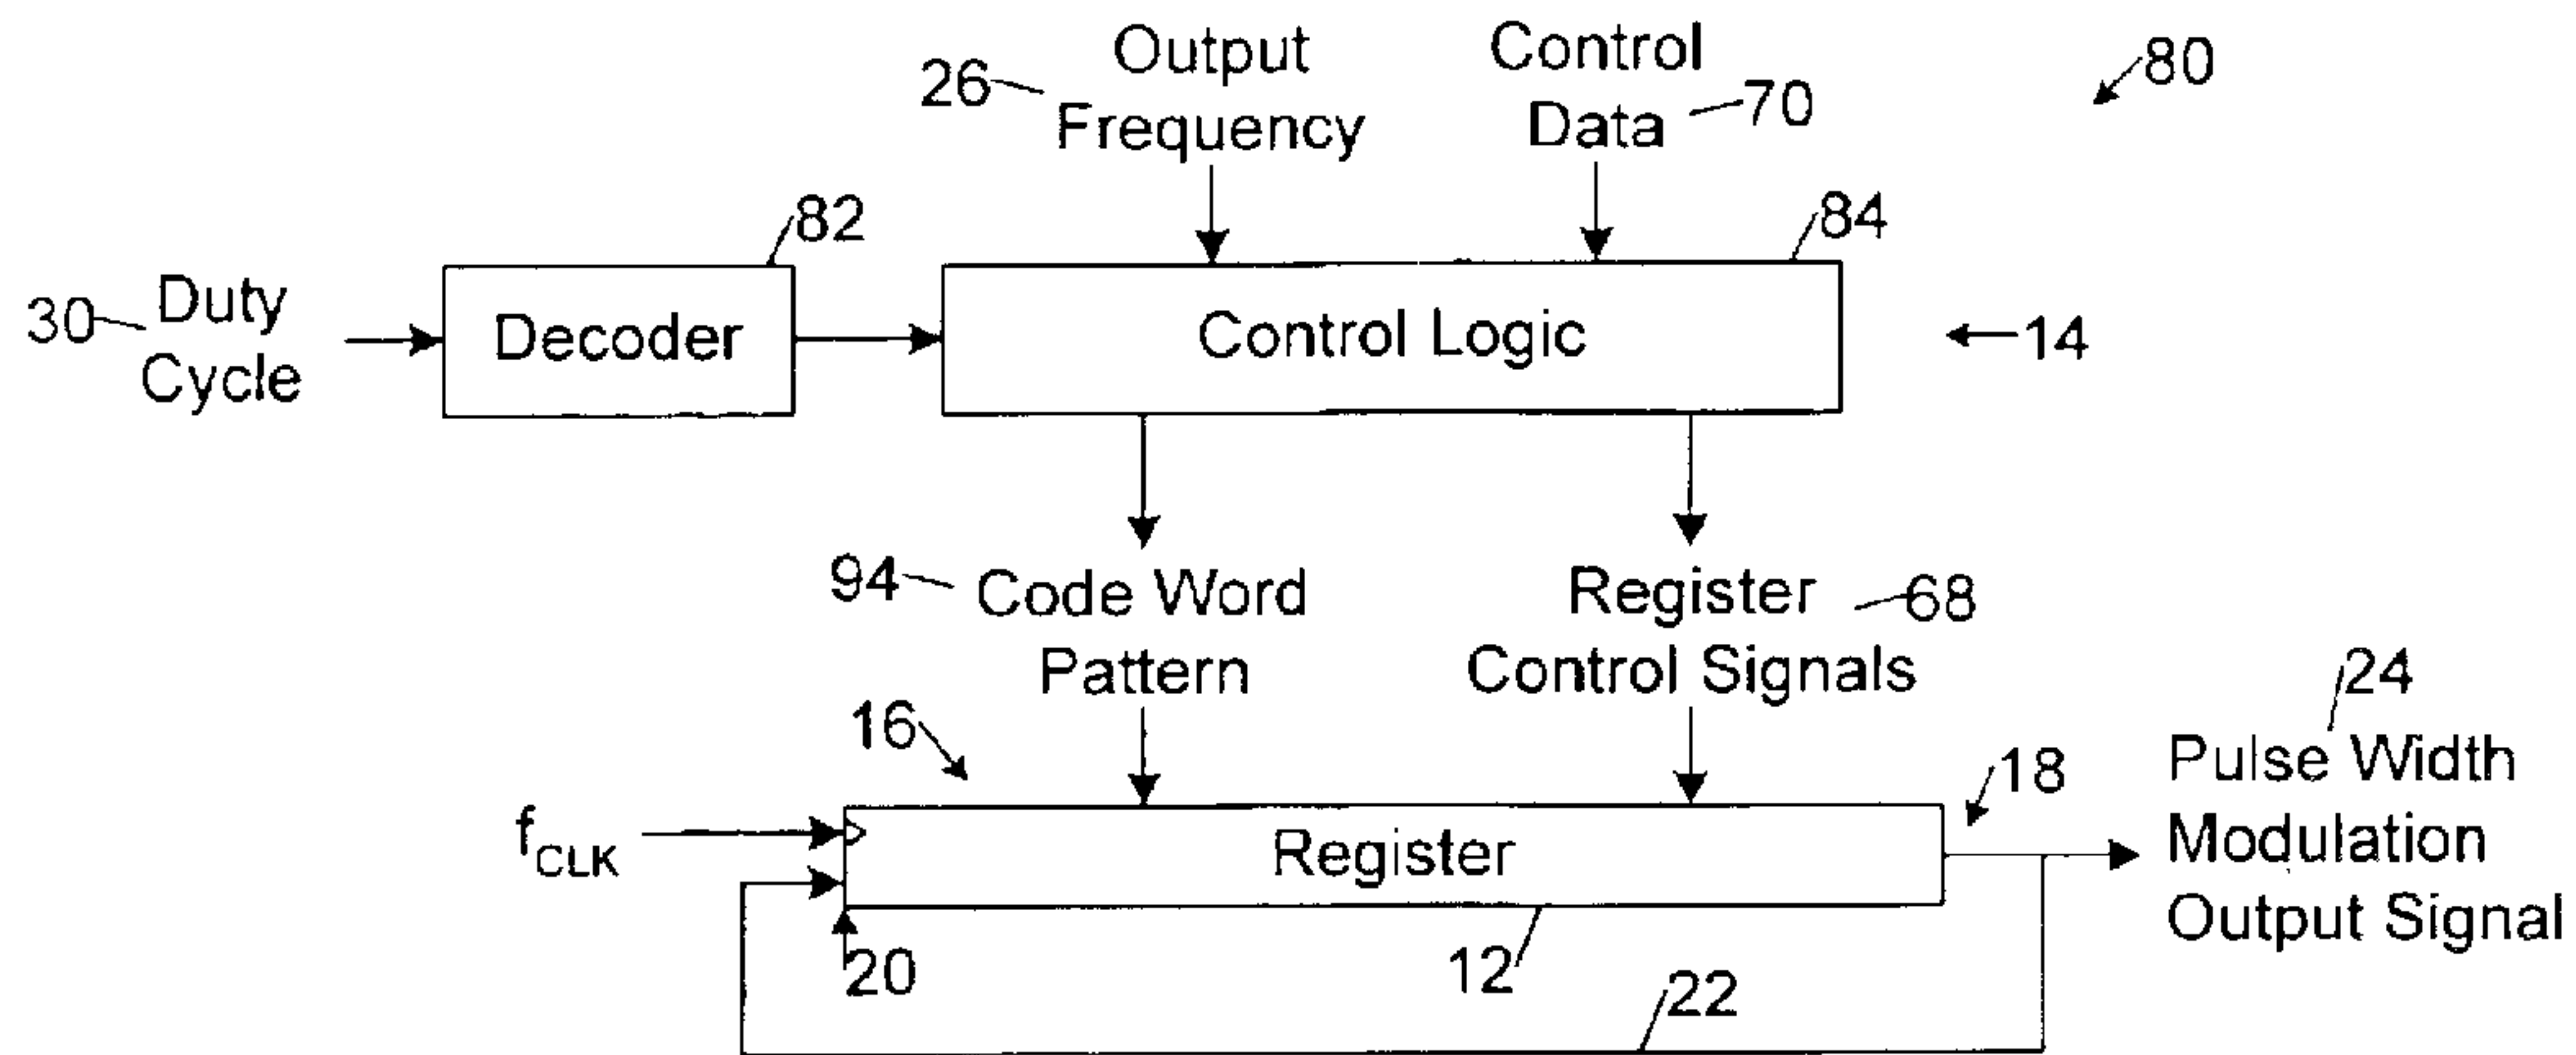 Output
Frequency
26
Control
Data
70
80
82
84
30
Duty
Cycle
Decoder
Control Logic
14
94
Code Word
Pattern
Register
Control Signals
68
24
16
18
Pulse Width
Modulation
Output Signal
fCLK
Register
20
12
22